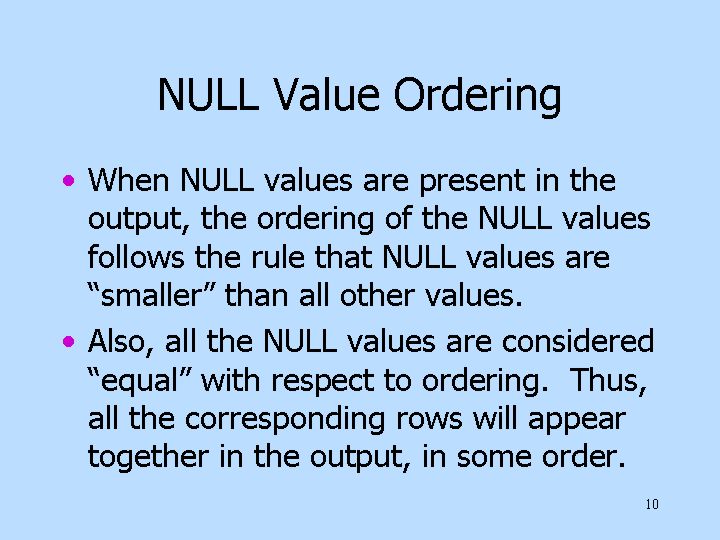 NULL Value Ordering
• When NULL values are present in the
output, the ordering of the NULL values
follows the rule that NULL values are
“smaller” than all other values.
• Also, all the NULL values are considered
“equal” with respect to ordering.  Thus,
all the corresponding rows will appear
together in the output, in some order.
10